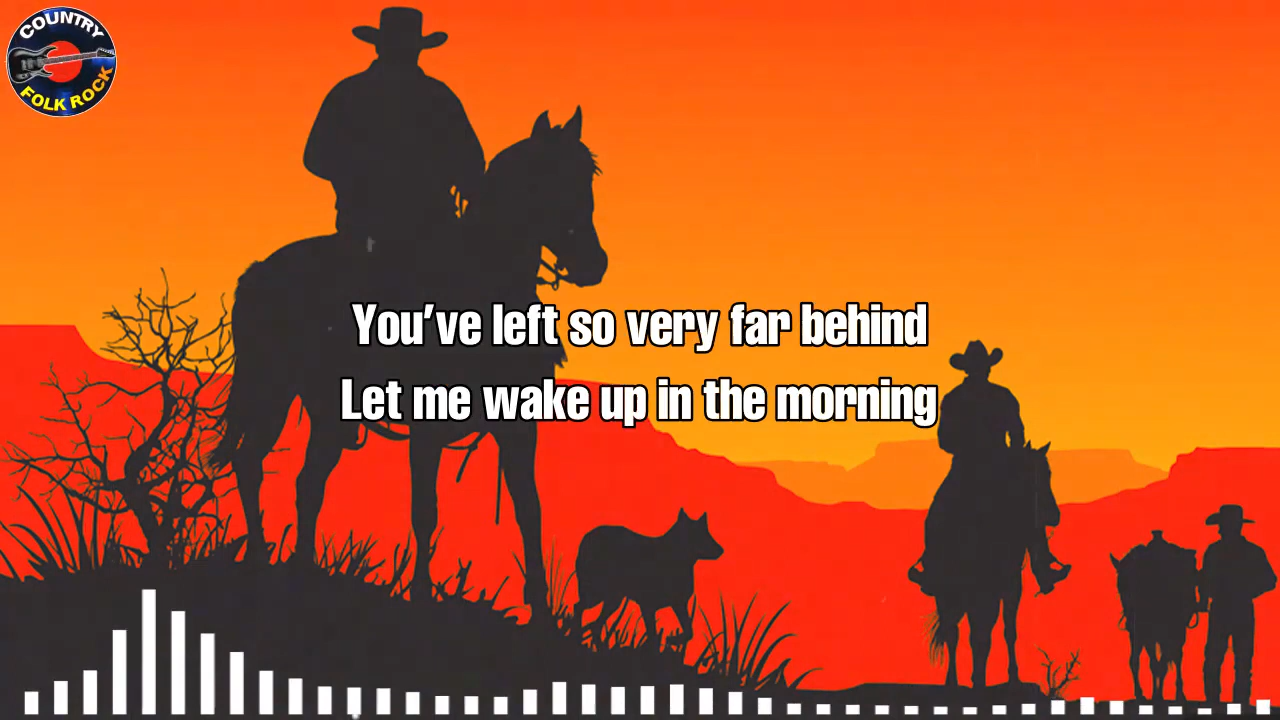 COUNTRY
FOLK ROCK
You've left so very far behind
Let me wake up in the morning